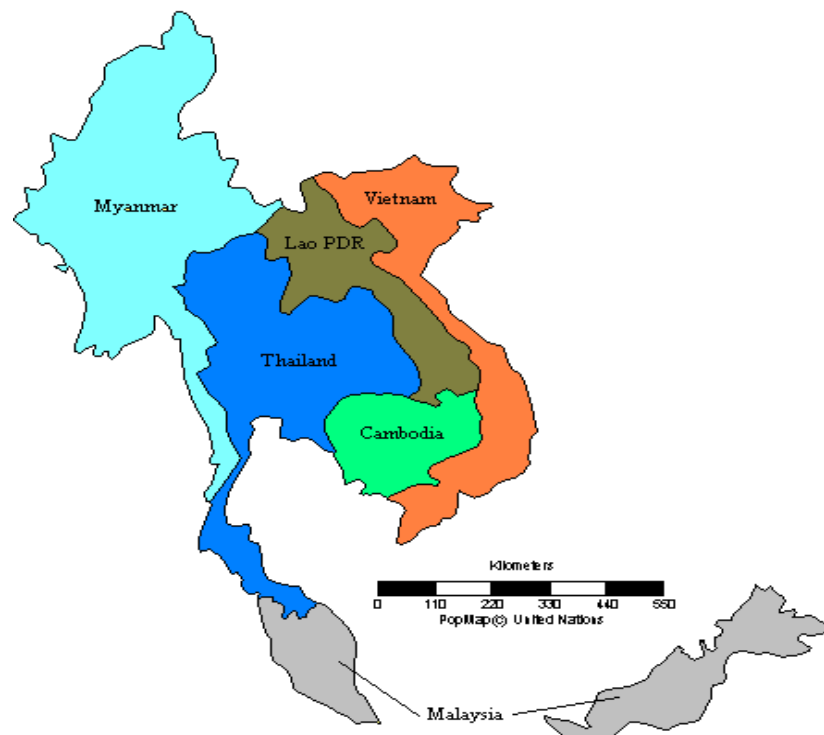 Myanmar
Vietnam
Lao PDR
Thailand
Cambodia
Kilometers
0 110 220 330 440 550
PopMap© United Nations
Malaysia